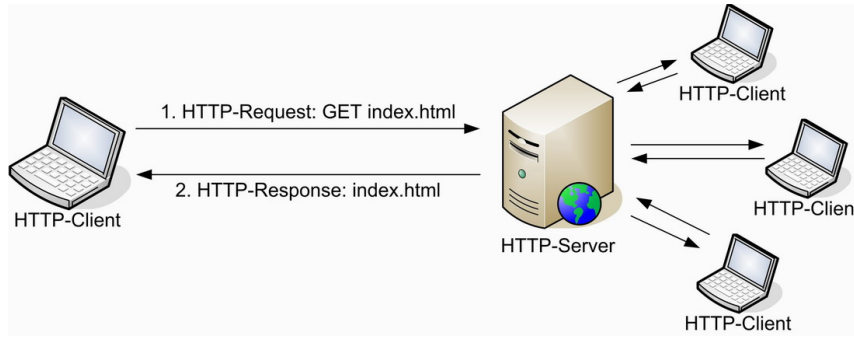 HTTP-Client
1. HTTP-Request: GET index.html
2. HTTP-Response: index.html
HTTP-Client
HTTP-Server
HTTP-Clien
HTTP-Client